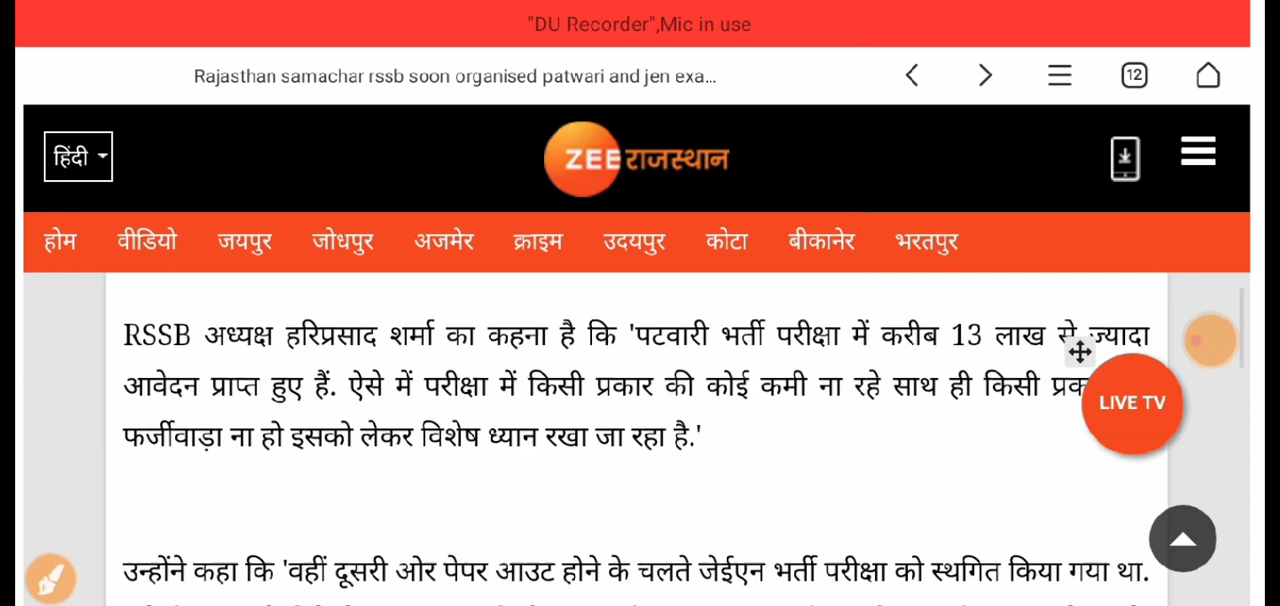 "DU Recorder",Mic in use
Rajasthan samachar rssb soon organised patwari and jen exa...
12
हिंदी
ZEE राजस्थान
होम वीडियो जयपुर जोधपुर अजमेर क्राइम उदयपुर कोटा बीकानेर भरतपुर
RSSB अध्यक्ष हरिप्रसाद शर्मा का कहना है कि 'पटवारी भर्ती परीक्षा में करीब 13 लाख से ज्यादा
आवेदन प्राप्त हुए हैं. ऐसे में परीक्षा में किसी प्रकार की कोई कमी ना रहे साथ ही किसी
LIVE TV
फर्जीवाड़ा ना हो इसको लेकर विशेष ध्यान रखा जा रहा है.'
उन्होंने कहा कि 'वहीं दूसरी ओर पेपर आउट होने के चलते जेईएन भर्ती परीक्षा को स्थगित किया गया था.